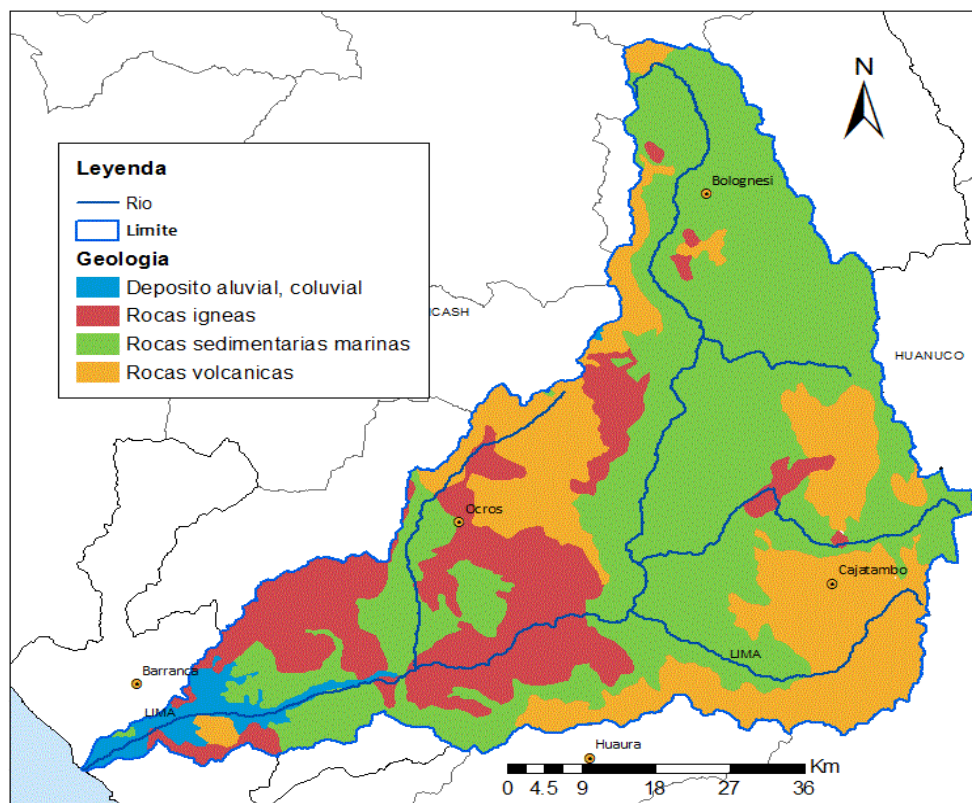 N
Leyenda
Rio
Limite
Geologia
Deposito aluvial, coluvial
Rocas igneas
Rocas sedimentarias marinas
Rocas volcanicas
Bolognesi
ICASH
HUANUCO
Ocros
Cajatambo
LIMA
Barranca
LIMA
Huaura
Km
0 4.5 9 18 27 36